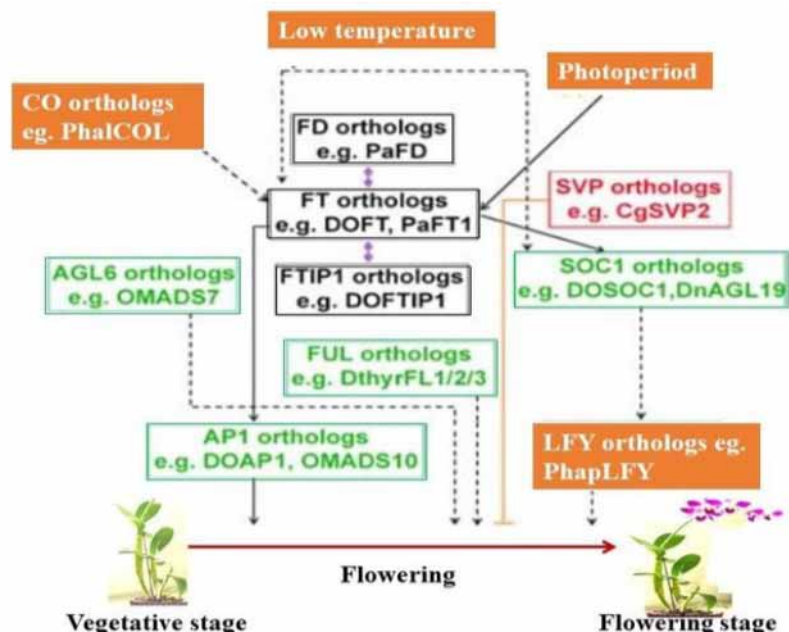 Low temperature
Photoperiod
CO orthologs
eg. PhalCOL
FD orthologs
e.g. PaFD
FT orthologs
e.g. DOFT, PaFT1
SVP orthologs
e.g. CgSVP2
AGL6 orthologs
e.g. OMADS7
FTIP1 orthologs
e.g. DOFTIP1
SOC1 orthologs
e.g. DOSOC1,DnAGL19
FUL orthologs
e.g. DthyrFL1/2/3
AP1 orthologs
e.g. DOAP1, OMADS10
LFY orthologs eg.
PhapLFY
Flowering
Vegetative stage
Flowering stage